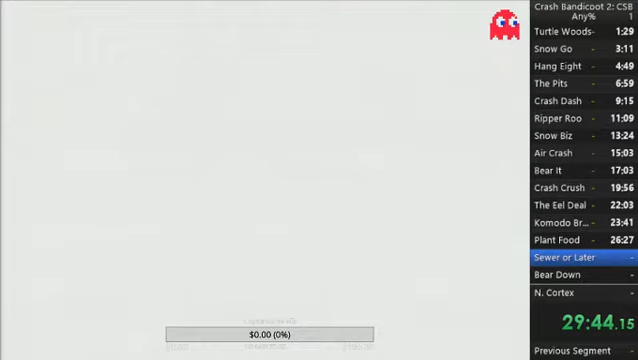 Crash Bandicoot 2: CSB
Any% 1
Turtle Woods- 1:29
Snow Go - 3:11
Hang Eight - 4:49
The Pits - 6:59
Crash Dash - 9:15
Ripper Roo - 11:09
Snow Biz - 13:24
Air Crash - 15:03
Bear It - 17:03
Crash Crush - 19:56
The Eel Deal - 22:03
Komodo Br... - 23:41
Plant Food - 26:27
Sewer or Later -
Bear Down -
N. Cortex -
$0.00 (0%)
29:44.15
Previous Segment -